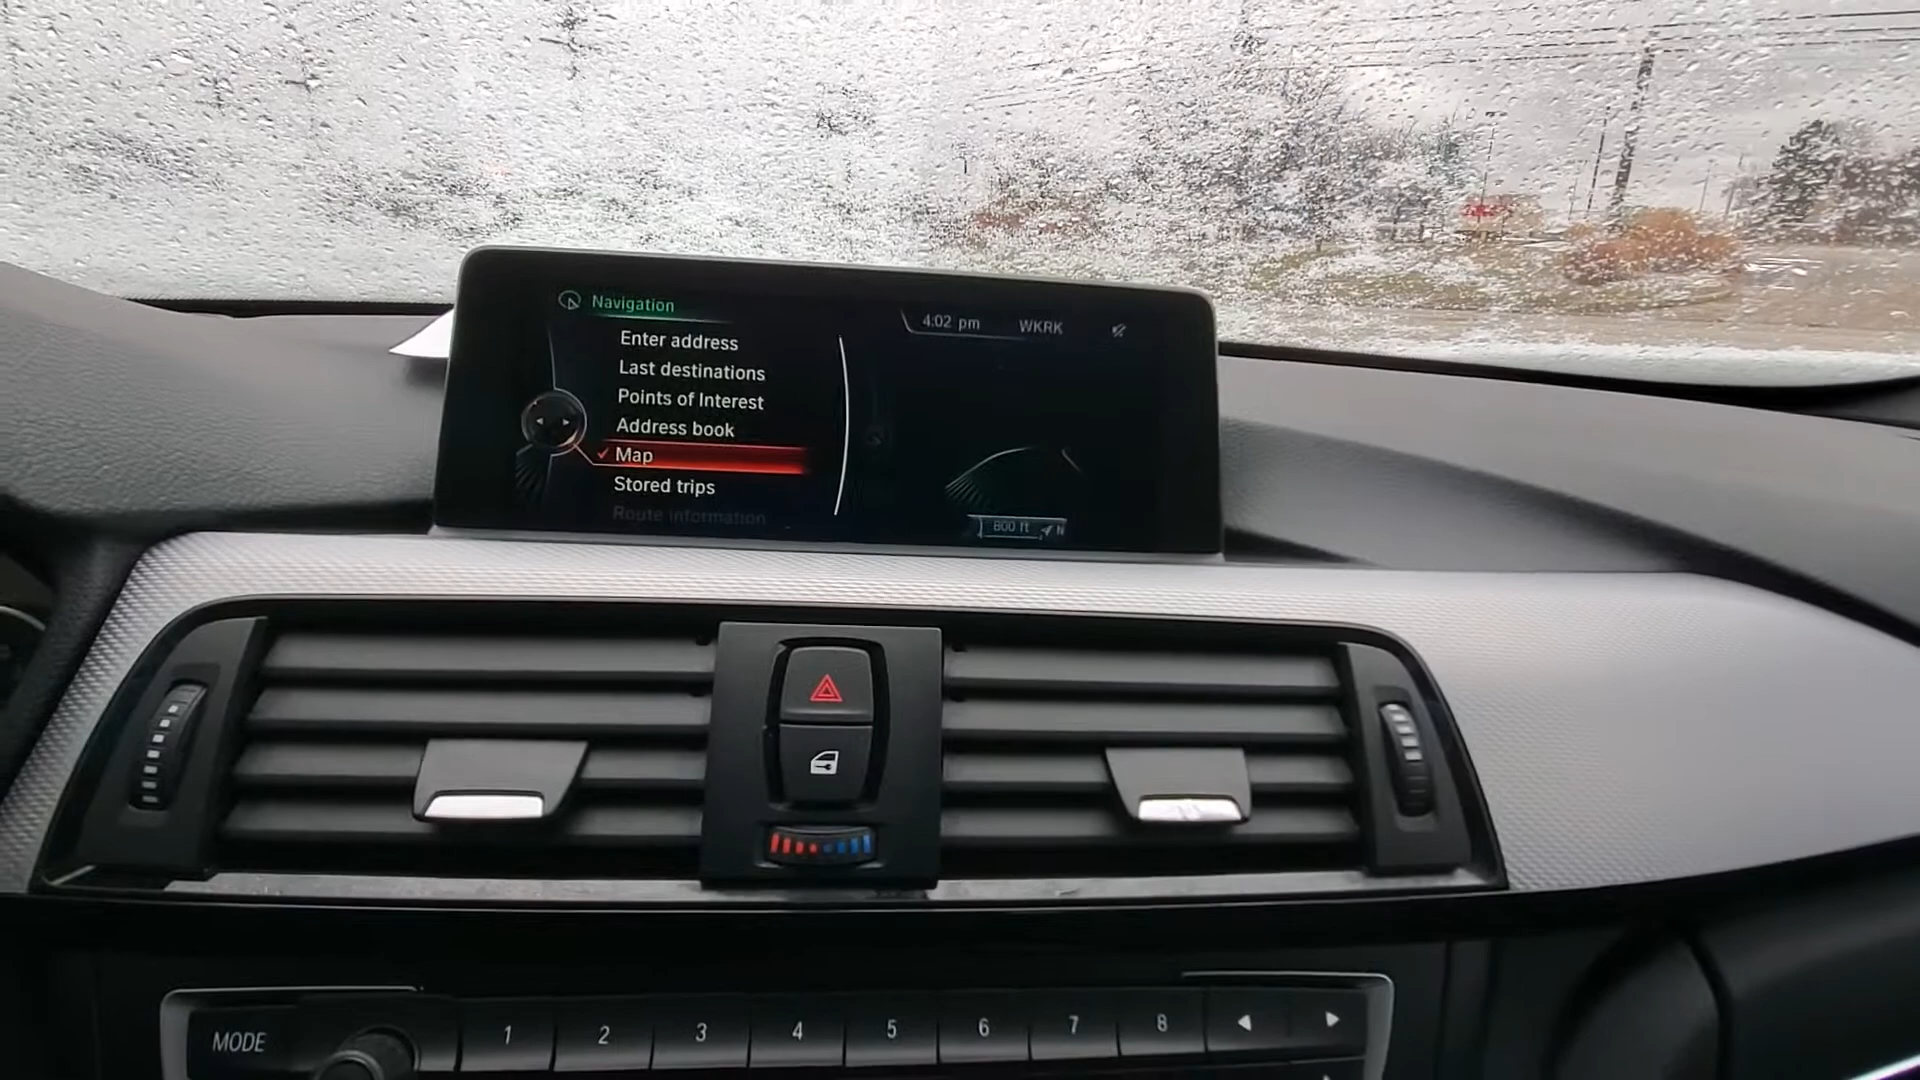 Navigation
4:02 pm WKRK
Enter address
Last destinations
Points of Interest
Address book
✓ Map
Stored trips
Route information
800 ft N
MODE 1 2 3 4 5 6 7 8